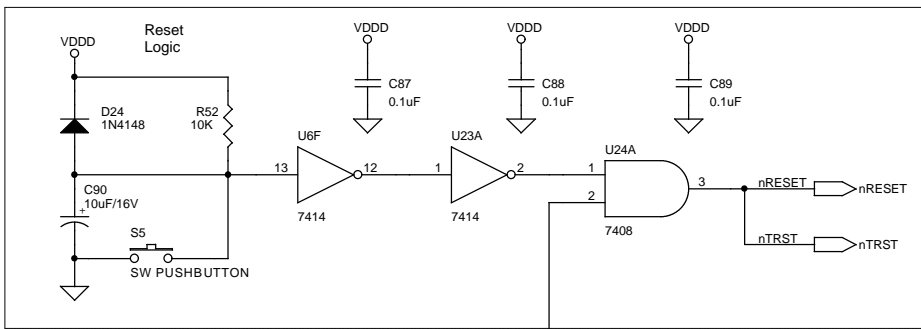 Reset
Logic
VDDD
VDDD
VDDD
VDDD
D24
1N4148
R52
10K
C87
0.1uF
C88
0.1uF
C89
0.1uF
U6F
13
12
7414
U23A
1
2
7414
U24A
1
2
3
7408
nRESET
nRESET
nTRST
nTRST
C90
+
10uF/16V
S5
SW PUSHBUTTON